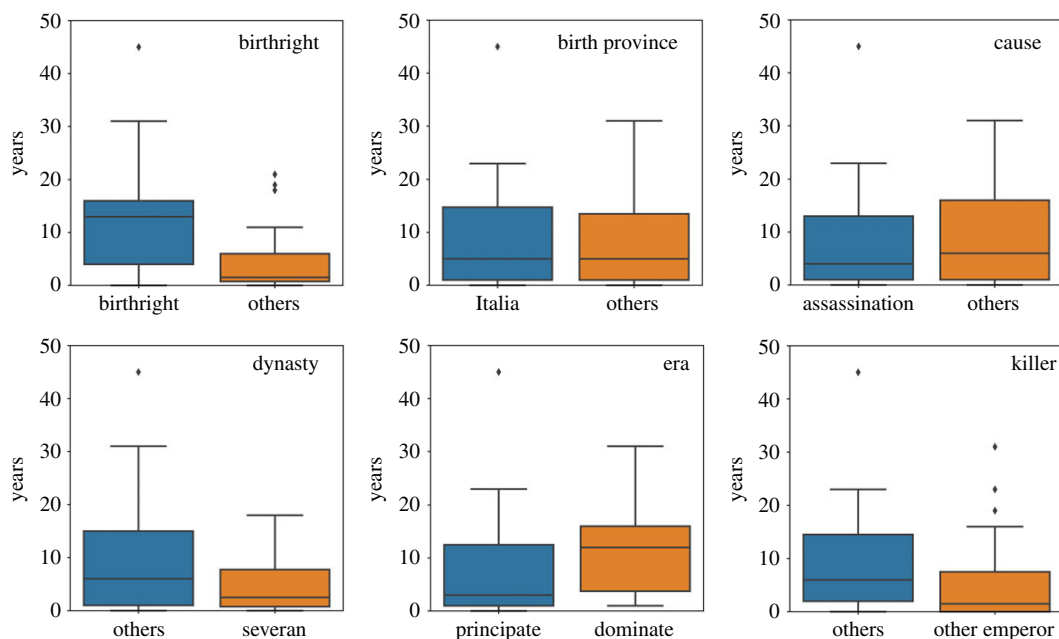 birthright
years
50
40
30
20
10
0
birthright others
birth province
years
50
40
30
20
10
0
Italia others
cause
years
50
40
30
20
10
0
assassination others
dynasty
years
50
40
30
20
10
0
others severan
era
years
50
40
30
20
10
0
principate dominate
killer
years
50
40
30
20
10
0
others other emperor